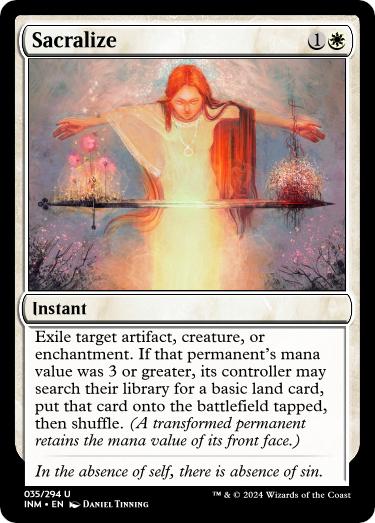 Sacralize 1
Instant
Exile target artifact, creature, or
enchantment. If that permanent's mana
value was 3 or greater, its controller may
search their library for a basic land card,
put that card onto the battlefield tapped,
then shuffle. (A transformed permanent
retains the mana value of its front face.)
In the absence of self, there is absence of sin.
035/294 U
INM • EN DANIEL TINNING
™ & © 2024 Wizards of the Coast